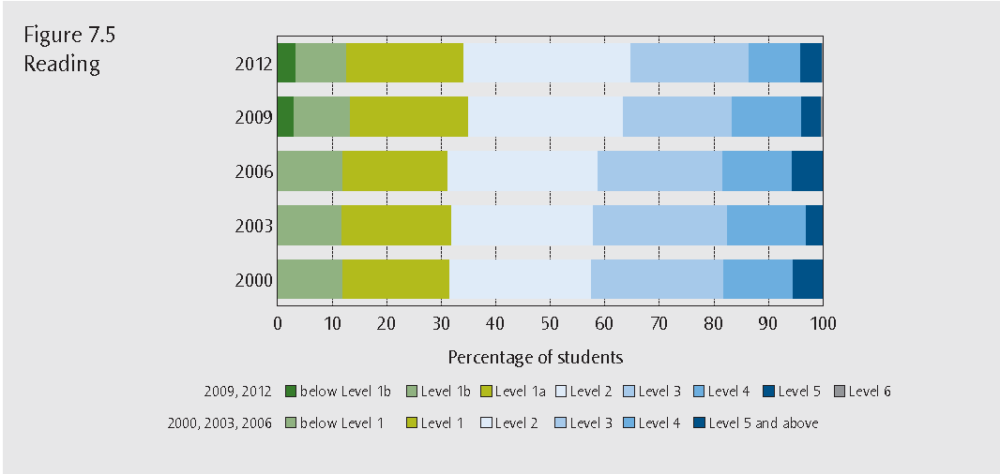 Figure 7.5
Reading
2012
2009
2006
2003
2000
0 10 20 30 40 50 60 70 80 90 100
Percentage of students
2009, 2012 below Level 1b Level 1b Level 1a Level 2 Level 3 Level 4 Level 5 Level 6
2000, 2003, 2006 below Level 1 Level 1 Level 2 Level 3 Level 4 Level 5 and above